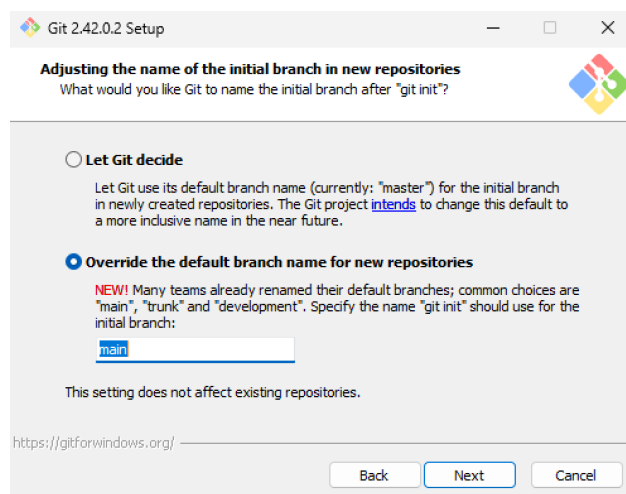 Git 2.42.0.2 Setup
Adjusting the name of the initial branch in new repositories
What would you like Git to name the initial branch after "git init"?
Let Git decide
Let Git use its default branch name (currently: "master") for the initial branch
in newly created repositories. The Git project intends to change this default to
a more inclusive name in the near future.
Override the default branch name for new repositories
NEW! Many teams already renamed their default branches; common choices are
"main", "trunk" and "development". Specify the name "git init" should use for the
initial branch:
main
This setting does not affect existing repositories.
https://gitforwindows.org/
Back Next Cancel